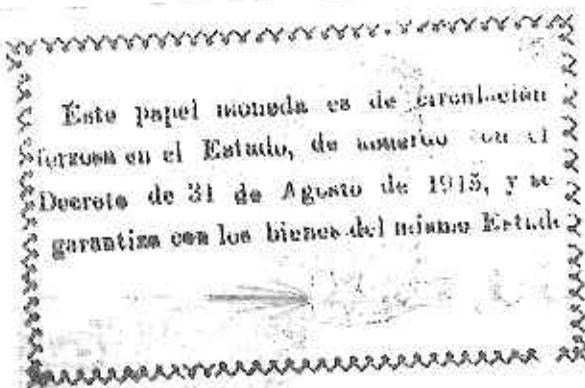 Este papel moneda es de circulación
forzosa en el Estado, de acuerdo con el
Decreto de 31 de Agosto de 1915, y se
garantiza con los bienes del mismo Estado